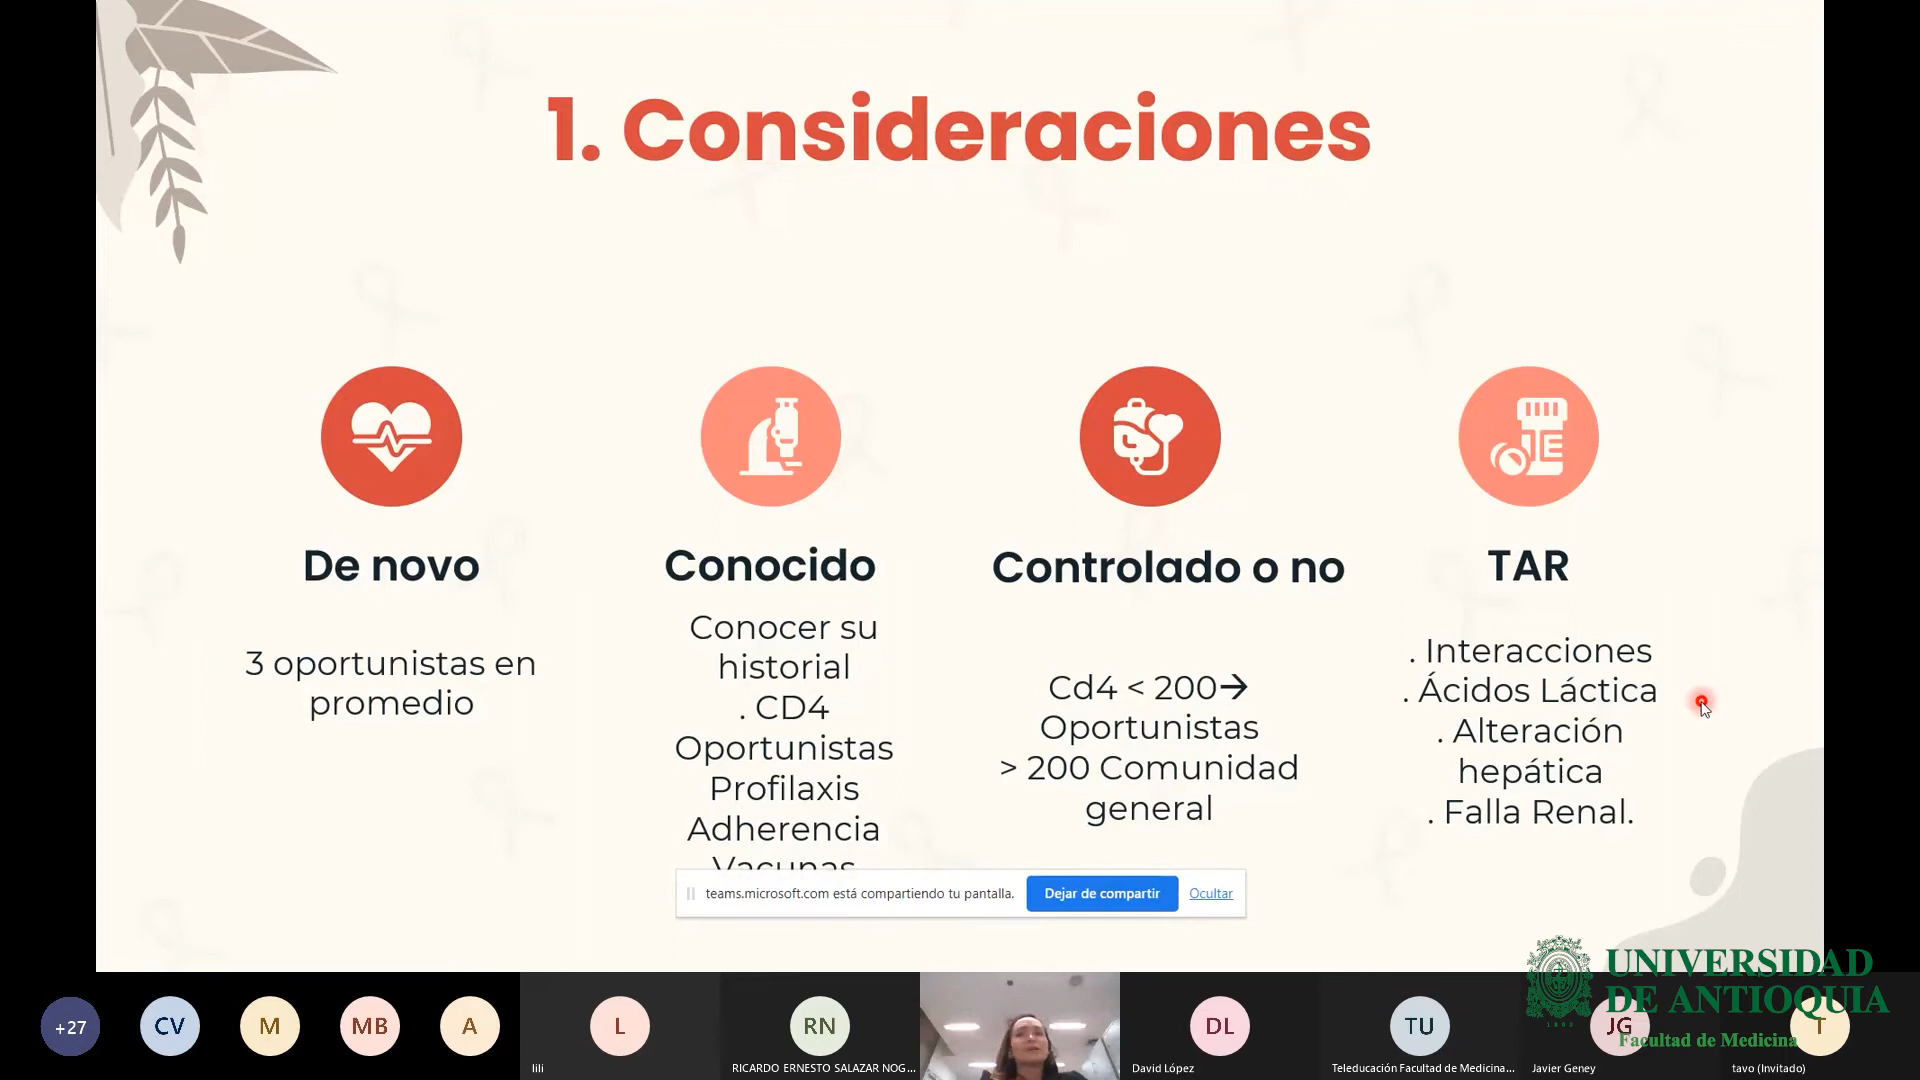 1. Consideraciones
De novo
3 oportunistas en
promedio
Conocido
Conocer su
historial
. CD4
Oportunistas
Profilaxis
Adherencia
Vacunas
Controlado o no
Cd4 < 200→
Oportunistas
> 200 Comunidad
general
TAR
. Interacciones
. Ácidos Láctica
. Alteración
hepática
. Falla Renal.
teams.microsoft.com está compartiendo tu pantalla.
Dejar de compartir
Ocultar
UNIVERSIDAD
DE ANTIOQUIA
1803
Facultad de Medicina
+27
CV
M
MB
A
L
RN
DL
TU
JG
T
lili
RICARDO ERNESTO SALAZAR NOG...
David López
Teleducación Facultad de Medicina...
Javier Geney
tavo (Invitado)